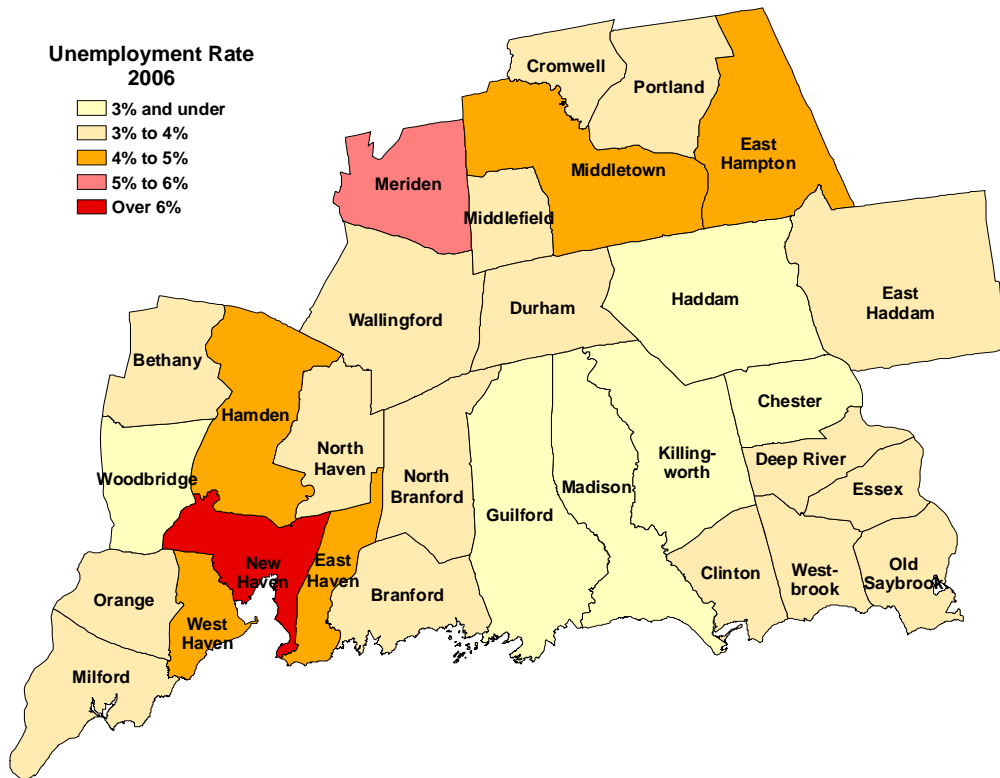 Unemployment Rate
2006
3% and under
3% to 4%
4% to 5%
5% to 6%
Over 6%
Cromwell
Portland
East
Hampton
Middletown
Meriden
Middlefield
Haddam
East
Haddam
Durham
Wallingford
Bethany
Hamden
Chester
North
Haven
Killing-
worth
Deep River
Woodbridge
North
Branford
Madison
Essex
Guilford
New
Haven
East
Haven
Clinton
West-
brook
Old
Saybrook
Orange
Branford
West
Haven
Milford